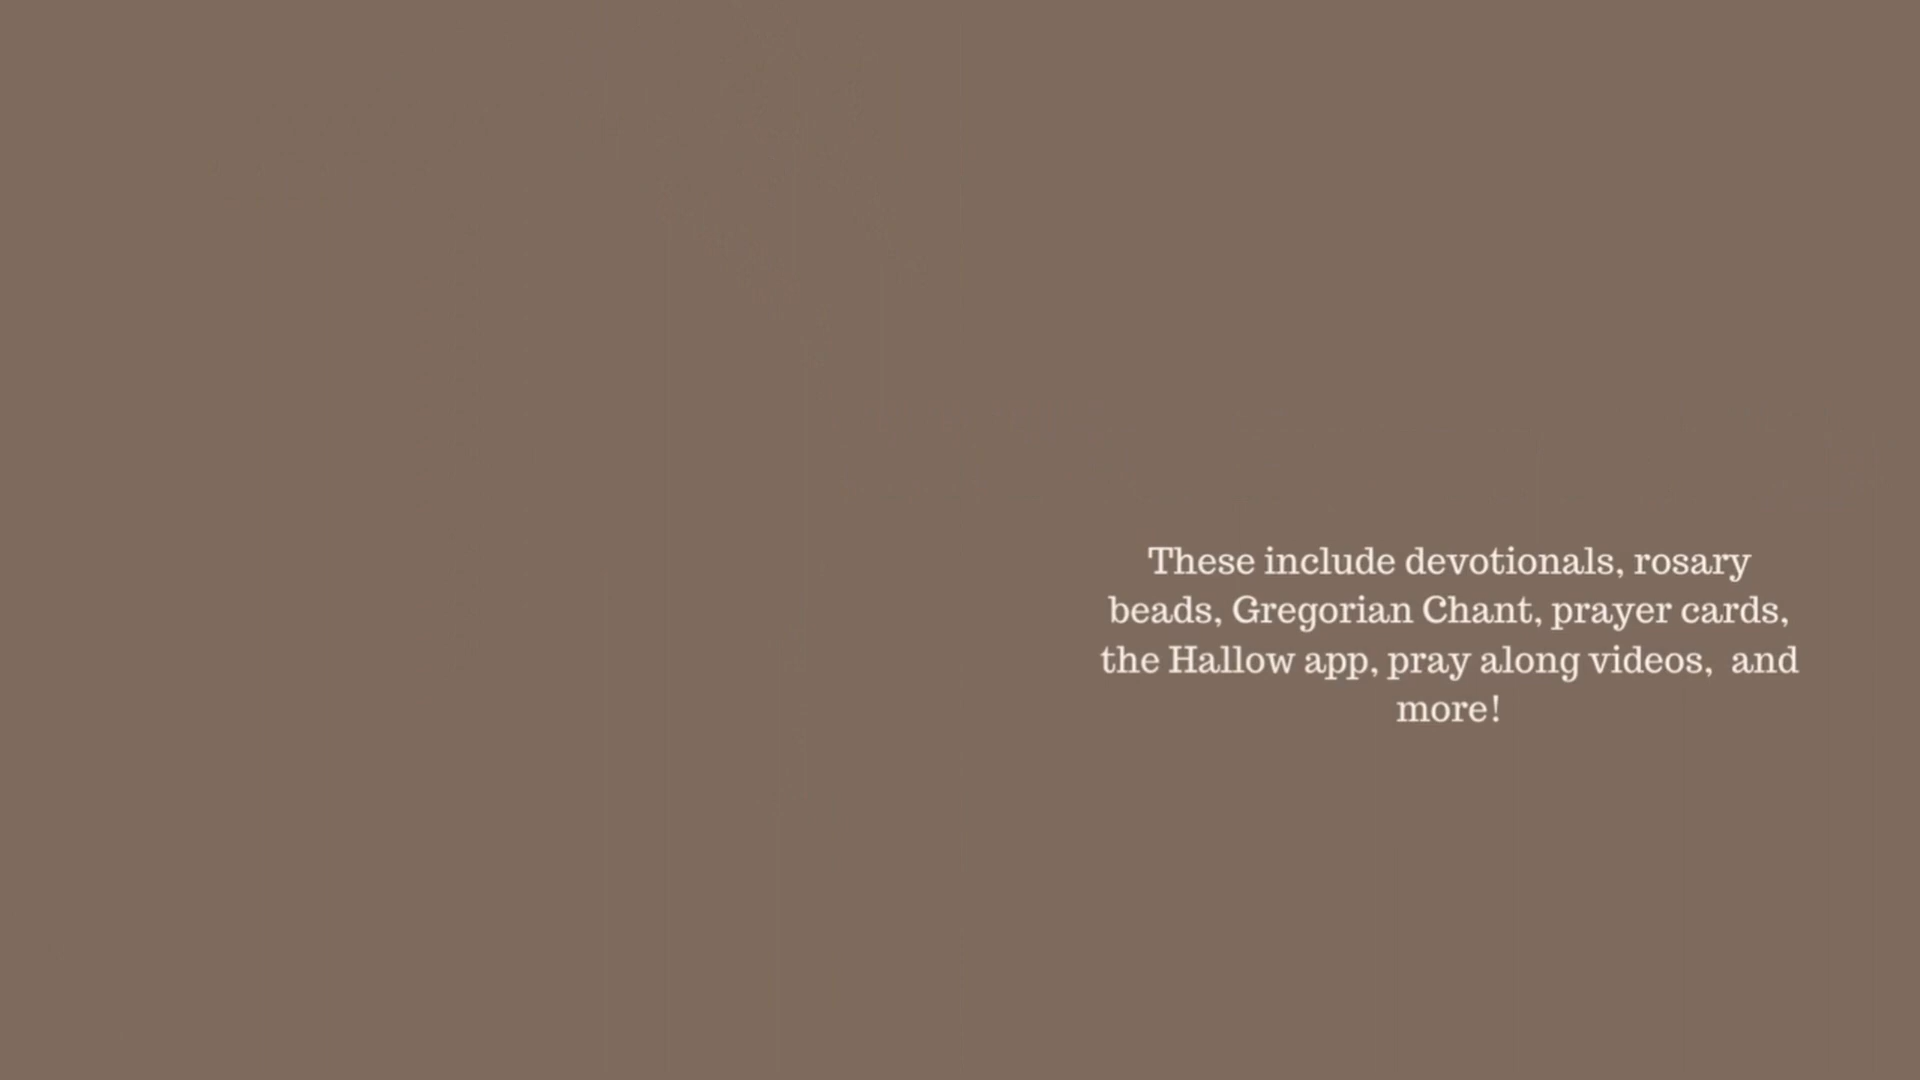 These include devotionals, rosary
beads, Gregorian Chant, prayer cards,
the Hallow app, pray along videos,  and
more!